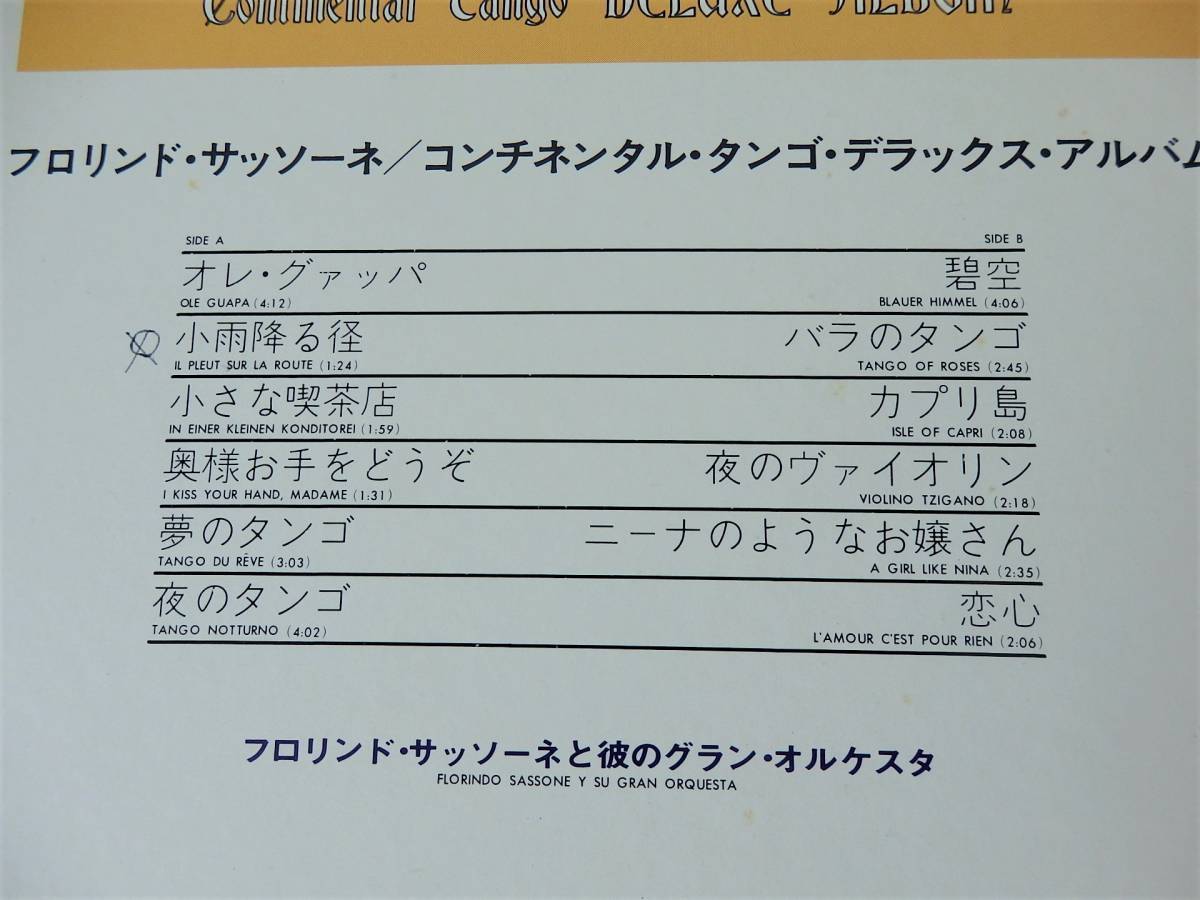 Continental Tango DELUXE ALBUM
フロリンド・サッソーネ/コンチネンタル・タンゴ・デラックス・アルバム
SIDE A
オレ・グァッパ
OLE GUAPA (4:12)
小雨降る径
IL PLEUT SUR LA ROUTE (1:24)
小さな喫茶店
IN EINER KLEINEN KONDITOREI (1:59)
奥様お手をどうぞ
I KISS YOUR HAND, MADAME (1:31)
夢のタンゴ
TANGO DU RÊVE (3:03)
夜のタンゴ
TANGO NOTTURNO (4:02)
SIDE B
碧空
BLAUER HIMMEL (4:06)
バラのタンゴ
TANGO OF ROSES (2:45)
カプリ島
ISLE OF CAPRI (2:08)
夜のヴァイオリン
VIOLINO TZIGANO (2:18)
ニーナのようなお嬢さん
A GIRL LIKE NINA (2:35)
恋心
L'AMOUR C'EST POUR RIEN (2:06)
フロリンド・サッソーネと彼のグラン・オルケスタ
FLORINDO SASSONE Y SU GRAN ORQUESTA